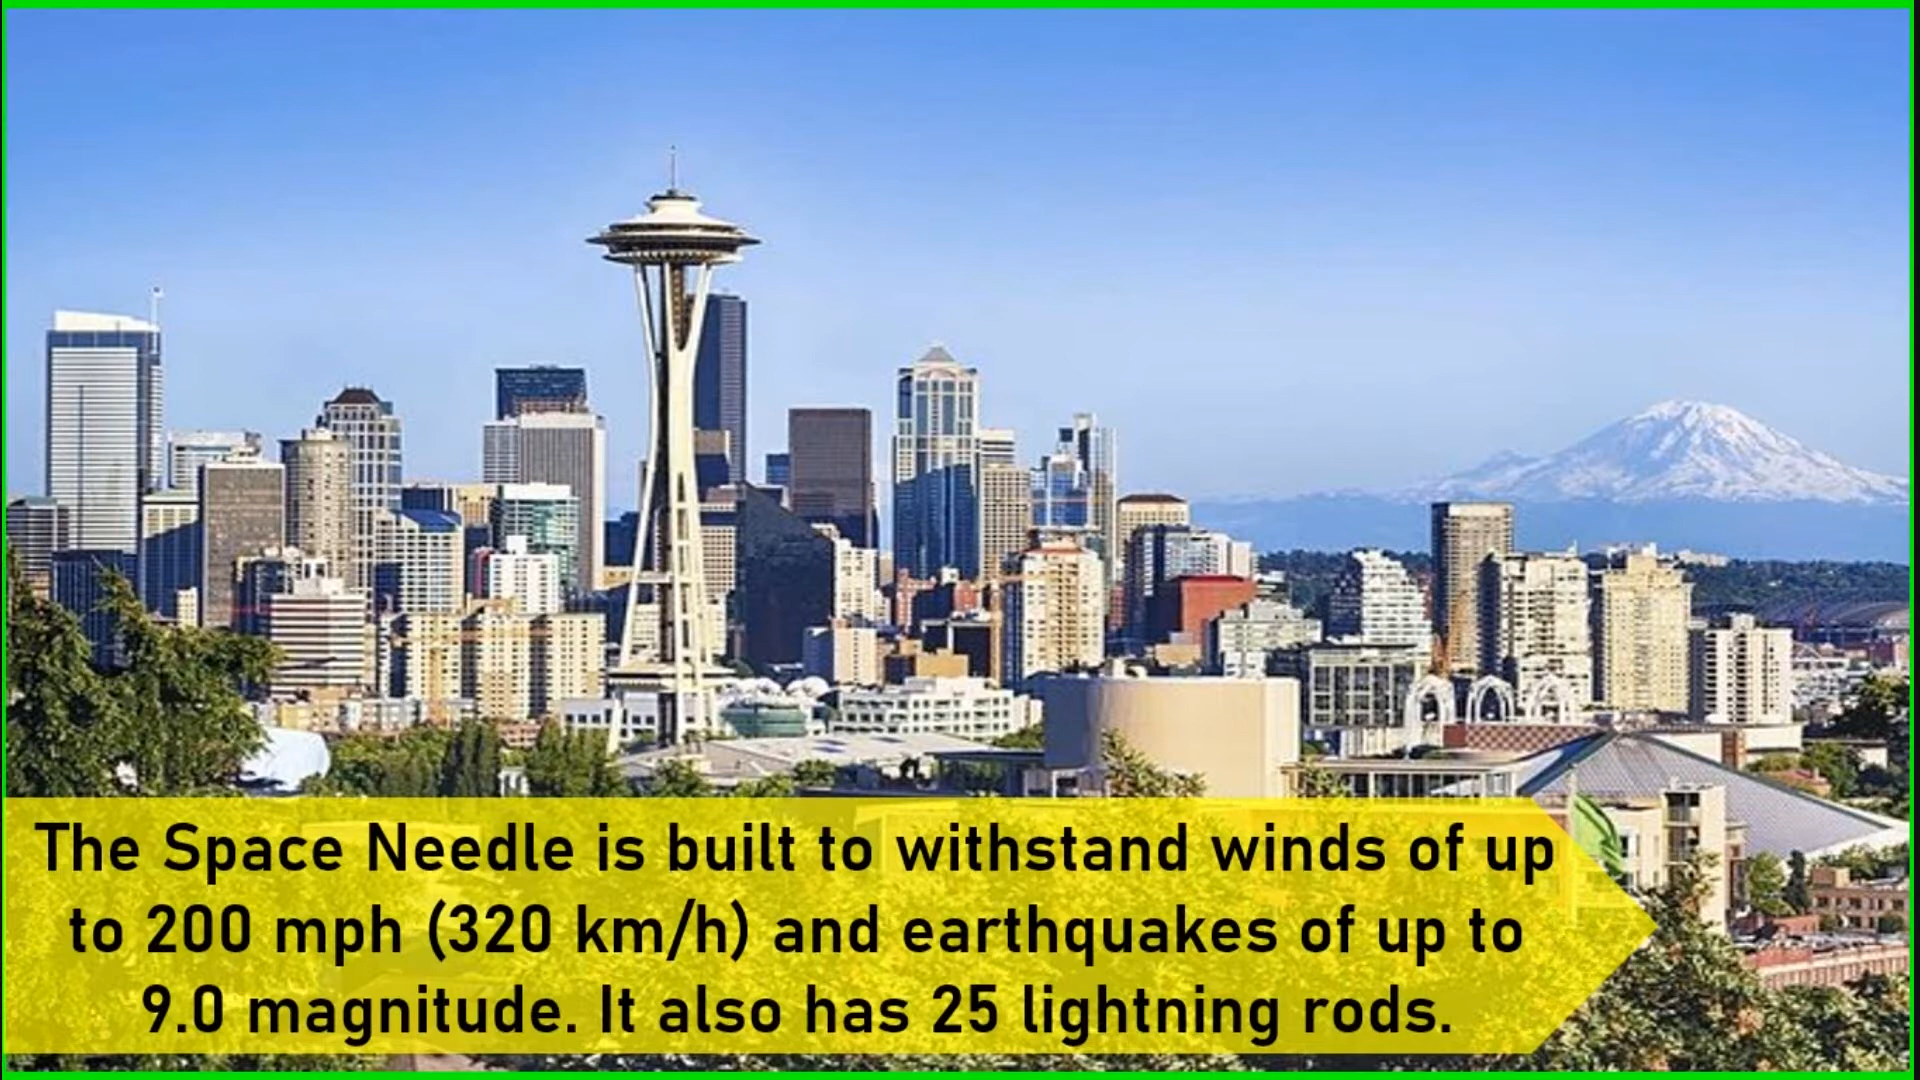 The Space Needle is built to withstand winds of up
to 200 mph (320 km/h) and earthquakes of up to
9.0 magnitude. It also has 25 lightning rods.